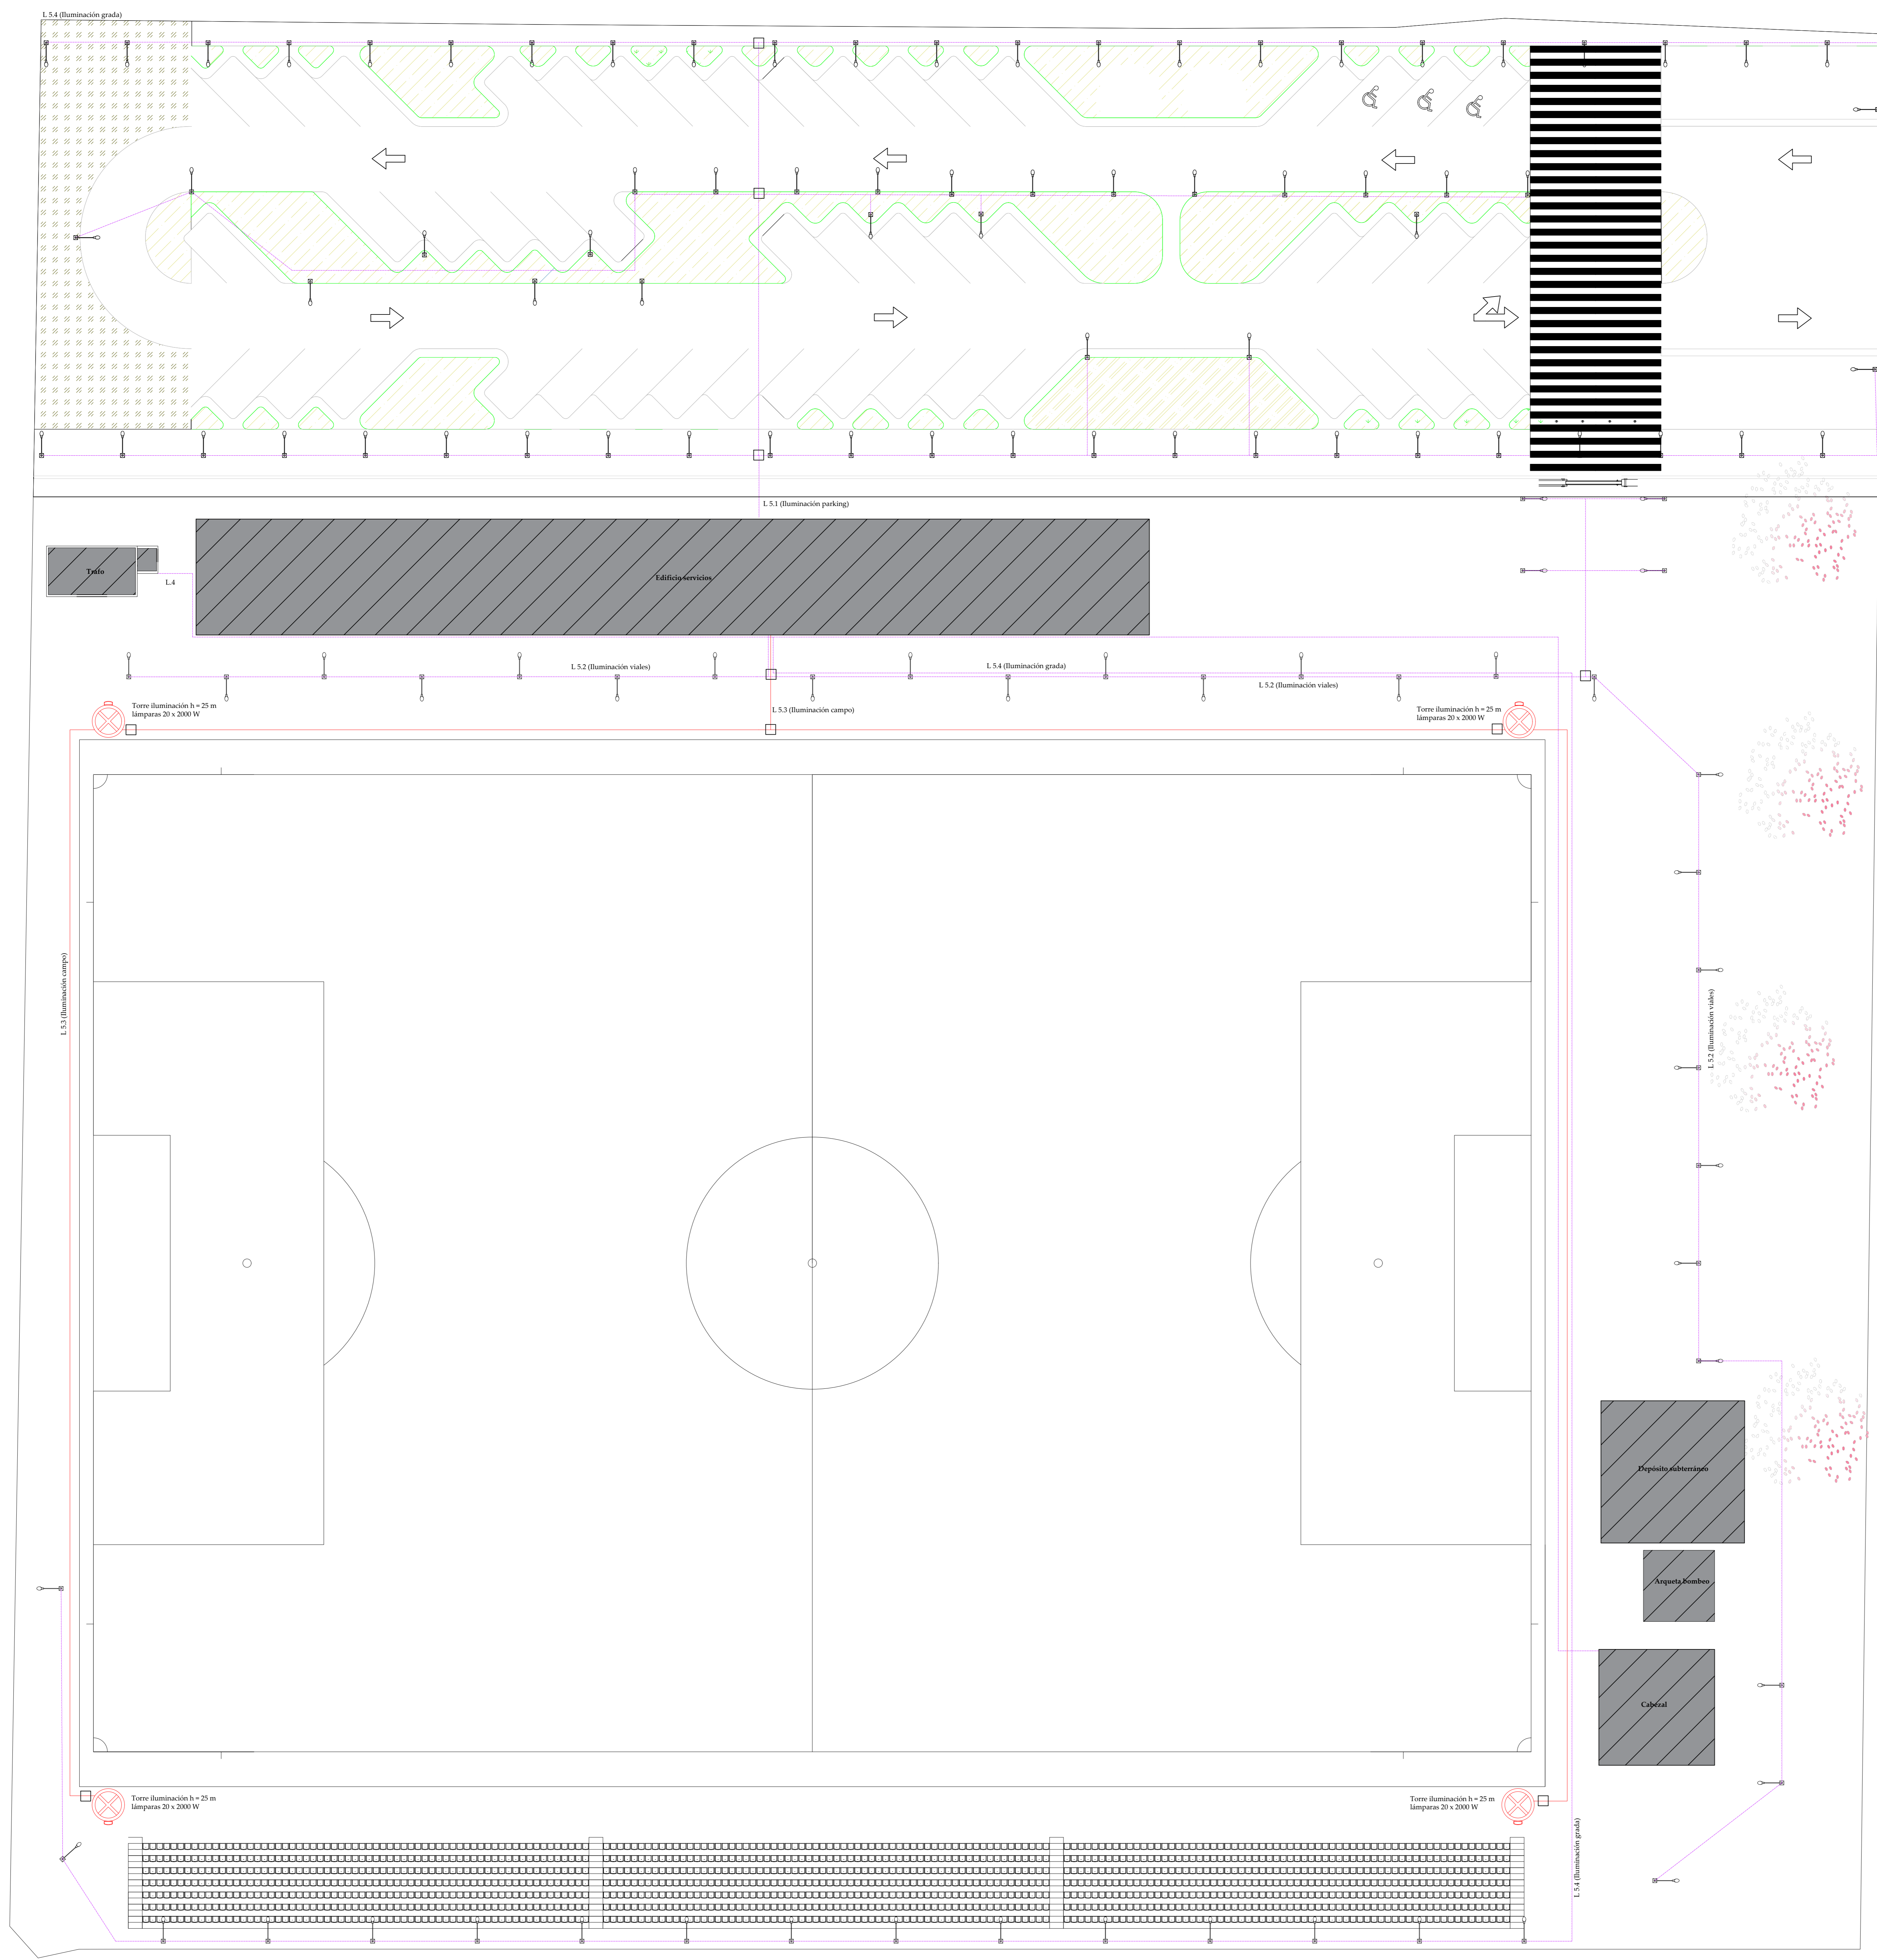 L 5.4 (Iluminación grada)
L 5.1 (Iluminación parking)
Trafo
L.4
Edificio servicios
L 5.2 (Iluminación viales)
L 5.4 (Iluminación grada)
L 5.2 (Iluminación viales)
Torre iluminación h = 25 m
lámparas 20 x 2000 W
L 5.3 (Iluminación campo)
Torre iluminación h = 25 m
lámparas 20 x 2000 W
L 5.3 (Iluminación campo)
L 5.2 (Iluminación viales)
Depósito subterráneo
Arqueta bombeo
Cabezal
Torre iluminación h = 25 m
lámparas 20 x 2000 W
Torre iluminación h = 25 m
lámparas 20 x 2000 W
L 5.4 (Iluminación grada)